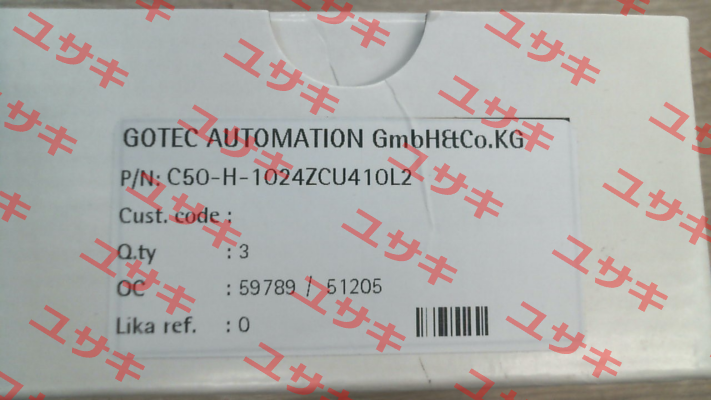 GOTEC AUTOMATION GmbH&Co.KG
P/N: C50-H-1024ZCU410L2
Cust. code :
Q.ty : 3
OC : 59789 / 51205
Lika ref. : 0
ユサキ